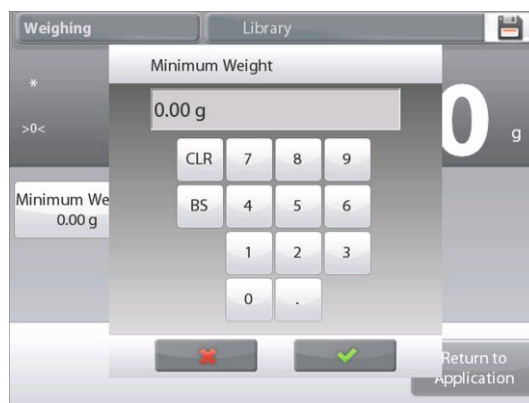 Weighing
Library
Minimum Weight
*
0.00 g
>0<
0
g
CLR 7 8 9
Minimum We
0.00 g
BS 4 5 6
1 2 3
0 .
Return to
Application